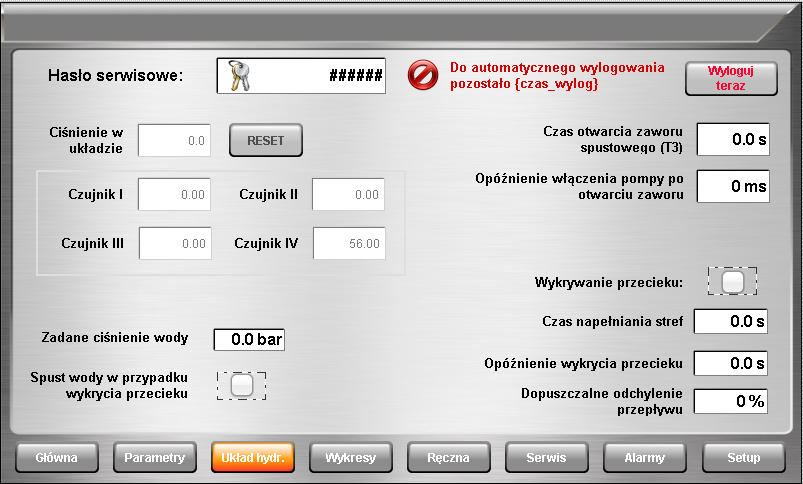 Hasło serwisowe:
######
Do automatycznego wylogowania
pozostało {czas_wylog}
Wyloguj
teraz
Ciśnienie w
układzie
0.0
RESET
Czas otwarcia zaworu
spustowego (T3)
0.0 s
Czujnik I
0.00
Czujnik II
0.00
Opóźnienie włączenia pompy po
otwarciu zaworu
0 ms
Czujnik III
0.00
Czujnik IV
56.00
Wykrywanie przecieku:
Czas napełniania stref
0.0 s
Zadane ciśnienie wody
0.0 bar
Opóźnienie wykrycia przecieku
0.0 s
Spust wody w przypadku
wykrycia przecieku
Dopuszczalne odchylenie
przepływu
0 %
Główna
Parametry
Układ hydr.
Wykresy
Ręczna
Serwis
Alarmy
Setup